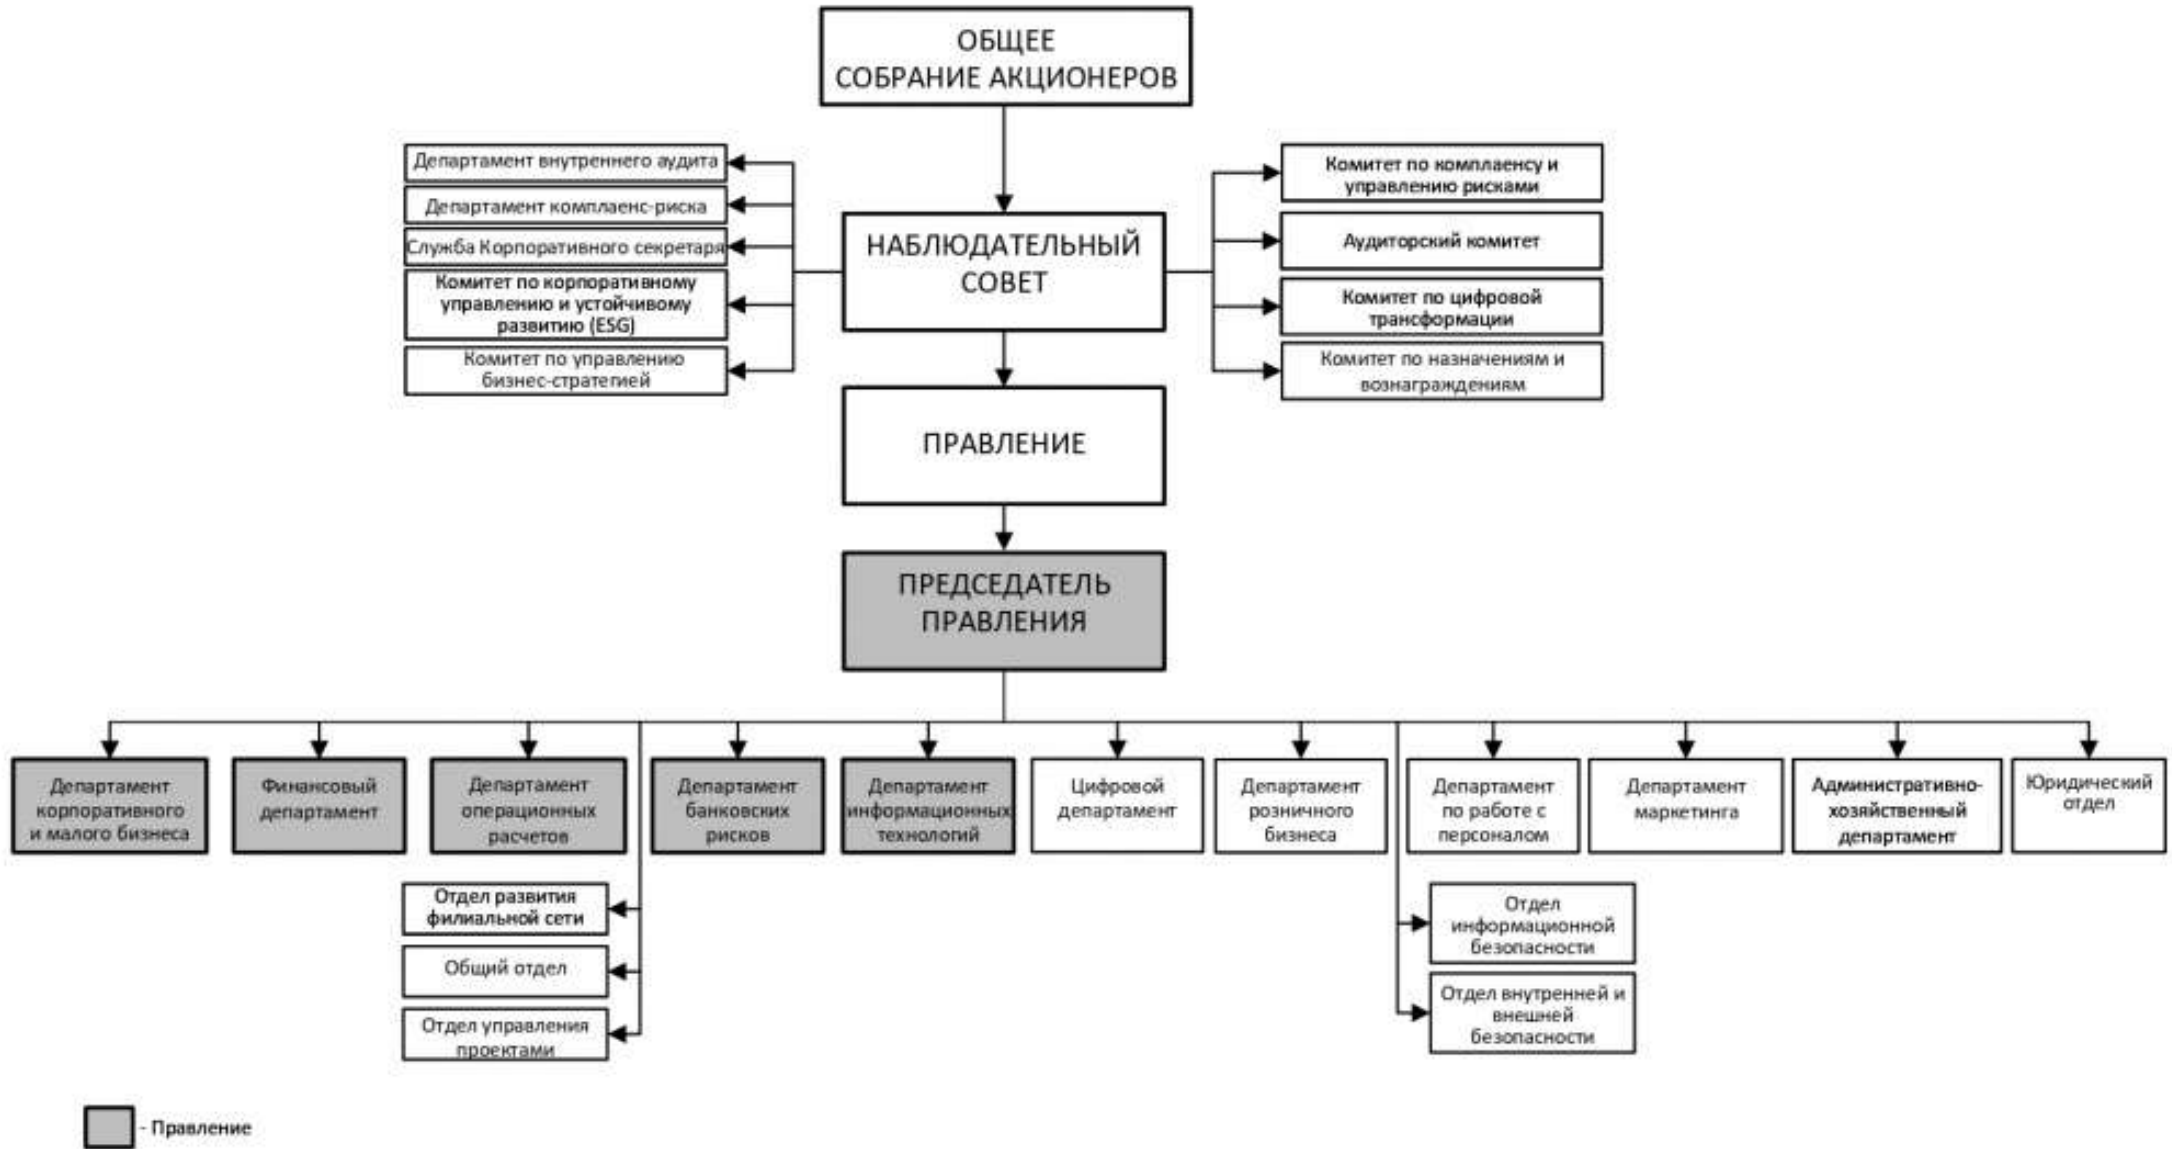 ОБЩЕЕ
СОБРАНИЕ АКЦИОНЕРОВ
Департамент внутреннего аудита
Департамент комплаенс-риска
Служба Корпоративного секретаря
Комитет по корпоративному
управлению и устойчивому
развитию (ESG)
Комитет по управлению
бизнес-стратегией
НАБЛЮДАТЕЛЬНЫЙ
СОВЕТ
Комитет по комплаенсу и
управлению рисками
Аудиторский комитет
Комитет по цифровой
трансформации
Комитет по назначениям и
вознаграждениям
ПРАВЛЕНИЕ
ПРЕДСЕДАТЕЛЬ
ПРАВЛЕНИЯ
Департамент
корпоративного
и малого бизнеса
Финансовый
департамент
Департамент
операционных
расчетов
Департамент
банковских
рисков
Департамент
информационных
технологий
Цифровой
департамент
Департамент
розничного
бизнеса
Департамент
по работе с
персоналом
Департамент
маркетинга
Административно-
хозяйственный
департамент
Юридический
отдел
Отдел развития
филиальной сети
Общий отдел
Отдел управления
проектами
Отдел
информационной
безопасности
Отдел внутренней и
внешней
безопасности
- Правление